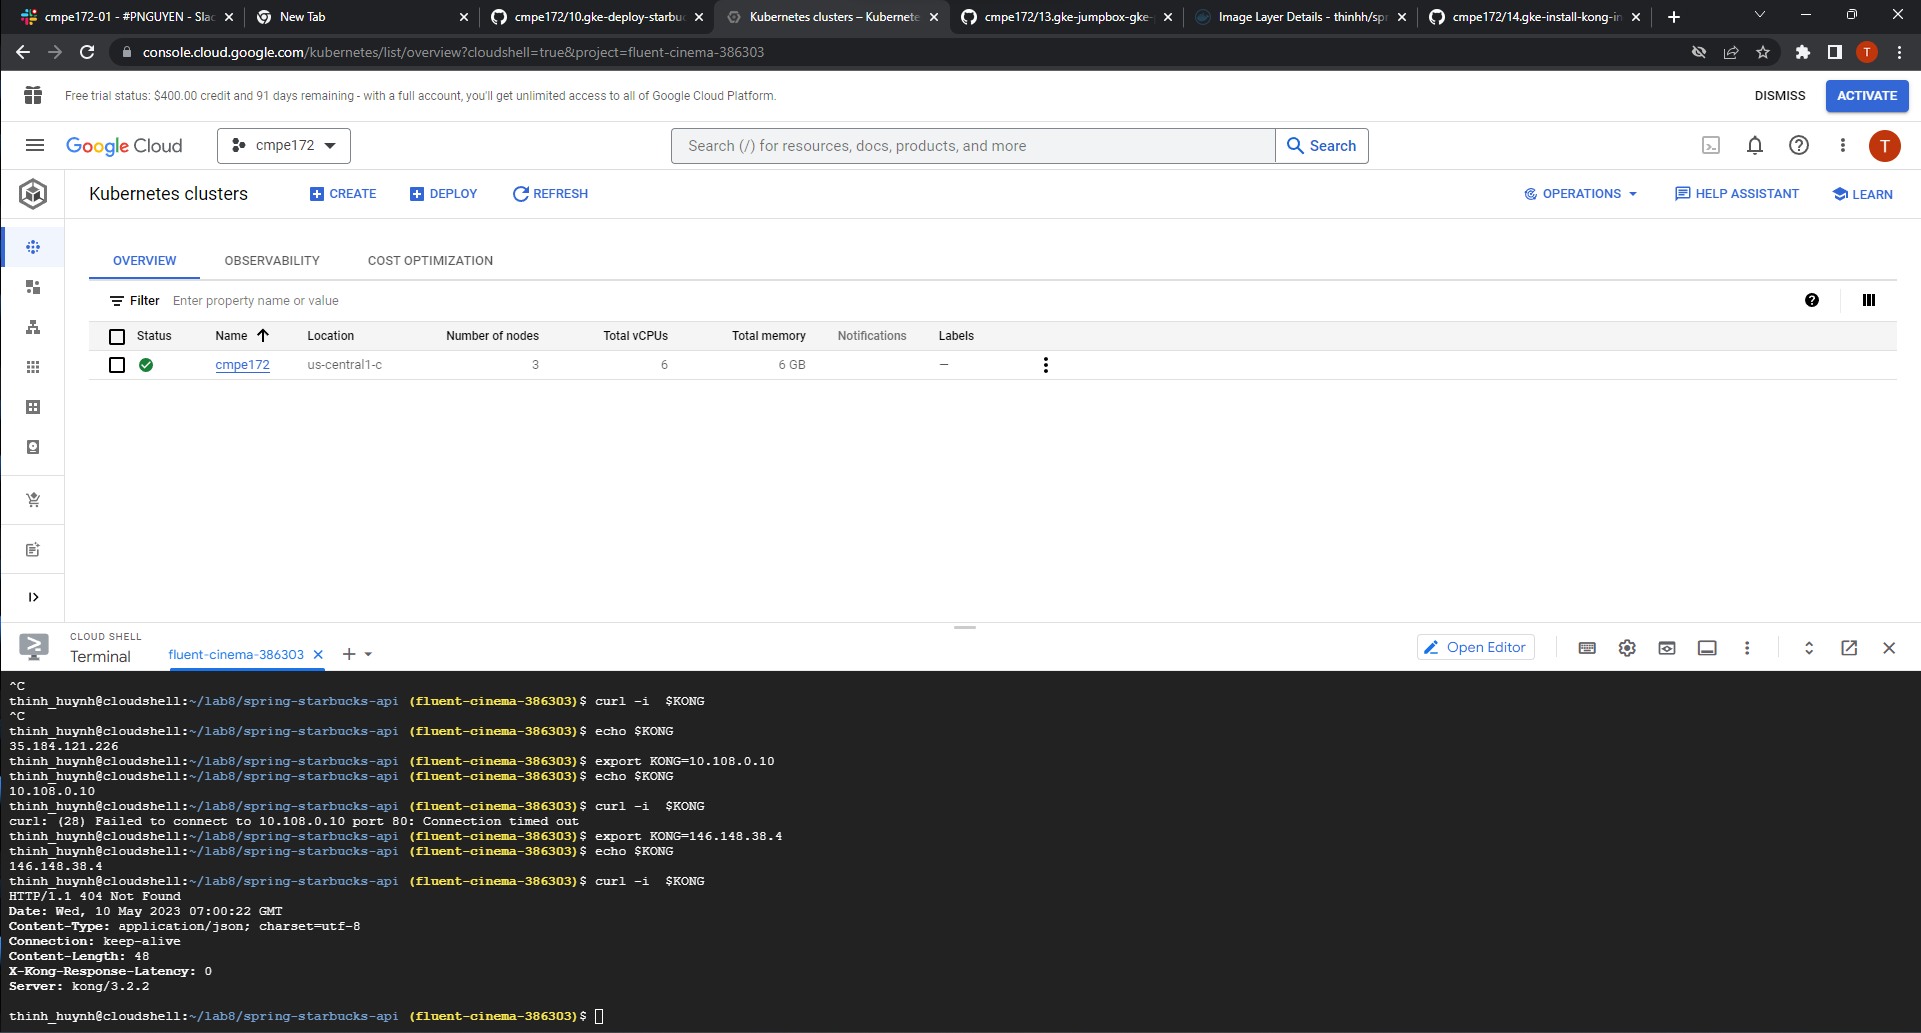 cmpe172-01 - #PNGUYEN - Slac
New Tab
cmpe172/10.gke-deploy-starbuc
Kubernetes clusters – Kubernete
cmpe172/13.gke-jumpbox-gke-
Image Layer Details - thinhh/spr
cmpe172/14.gke-install-kong-in
console.cloud.google.com/kubernetes/list/overview?cloudshell=true&project=fluent-cinema-386303
T
Free trial status: $400.00 credit and 91 days remaining - with a full account, you'll get unlimited access to all of Google Cloud Platform.
DISMISS
ACTIVATE
Google Cloud
cmpe172
Search (/) for resources, docs, products, and more
Search
T
Kubernetes clusters
CREATE
DEPLOY
REFRESH
OPERATIONS
HELP ASSISTANT
LEARN
OVERVIEW
OBSERVABILITY
COST OPTIMIZATION
Filter Enter property name or value
Status Name Location Number of nodes Total vCPUs Total memory Notifications Labels
cmpe172 us-central1-c 3 6 6 GB —
CLOUD SHELL
Terminal
fluent-cinema-386303
Open Editor
^C
thinh_huynh@cloudshell:~/lab8/spring-starbucks-api (fluent-cinema-386303)$ curl -i  $KONG
^C
thinh_huynh@cloudshell:~/lab8/spring-starbucks-api (fluent-cinema-386303)$ echo $KONG
35.184.121.226
thinh_huynh@cloudshell:~/lab8/spring-starbucks-api (fluent-cinema-386303)$ export KONG=10.108.0.10
thinh_huynh@cloudshell:~/lab8/spring-starbucks-api (fluent-cinema-386303)$ echo $KONG
10.108.0.10
thinh_huynh@cloudshell:~/lab8/spring-starbucks-api (fluent-cinema-386303)$ curl -i  $KONG
curl: (28) Failed to connect to 10.108.0.10 port 80: Connection timed out
thinh_huynh@cloudshell:~/lab8/spring-starbucks-api (fluent-cinema-386303)$ export KONG=146.148.38.4
thinh_huynh@cloudshell:~/lab8/spring-starbucks-api (fluent-cinema-386303)$ echo $KONG
146.148.38.4
thinh_huynh@cloudshell:~/lab8/spring-starbucks-api (fluent-cinema-386303)$ curl -i  $KONG
HTTP/1.1 404 Not Found
Date: Wed, 10 May 2023 07:00:22 GMT
Content-Type: application/json; charset=utf-8
Connection: keep-alive
Content-Length: 48
X-Kong-Response-Latency: 0
Server: kong/3.2.2
thinh_huynh@cloudshell:~/lab8/spring-starbucks-api (fluent-cinema-386303)$